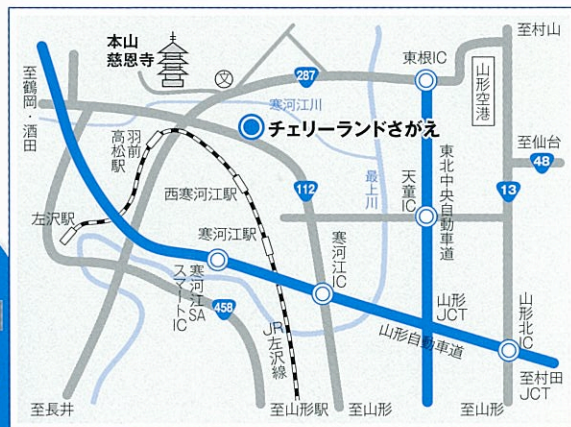 本山
慈恩寺
文
287
東根IC
至村山
至鶴岡・酒田
寒河江川
山形空港
チェリーランドさがえ
羽前
高松駅
至仙台
48
西寒河江駅
112
最上川
東北中央自動車道
天童IC
13
左沢駅
寒河江駅
寒河江IC
寒河江SA
スマートIC
458
JR左沢線
山形
JCT
山形自動車道
山形北IC
至村田
JCT
至長井
至山形駅
至山形
至山形